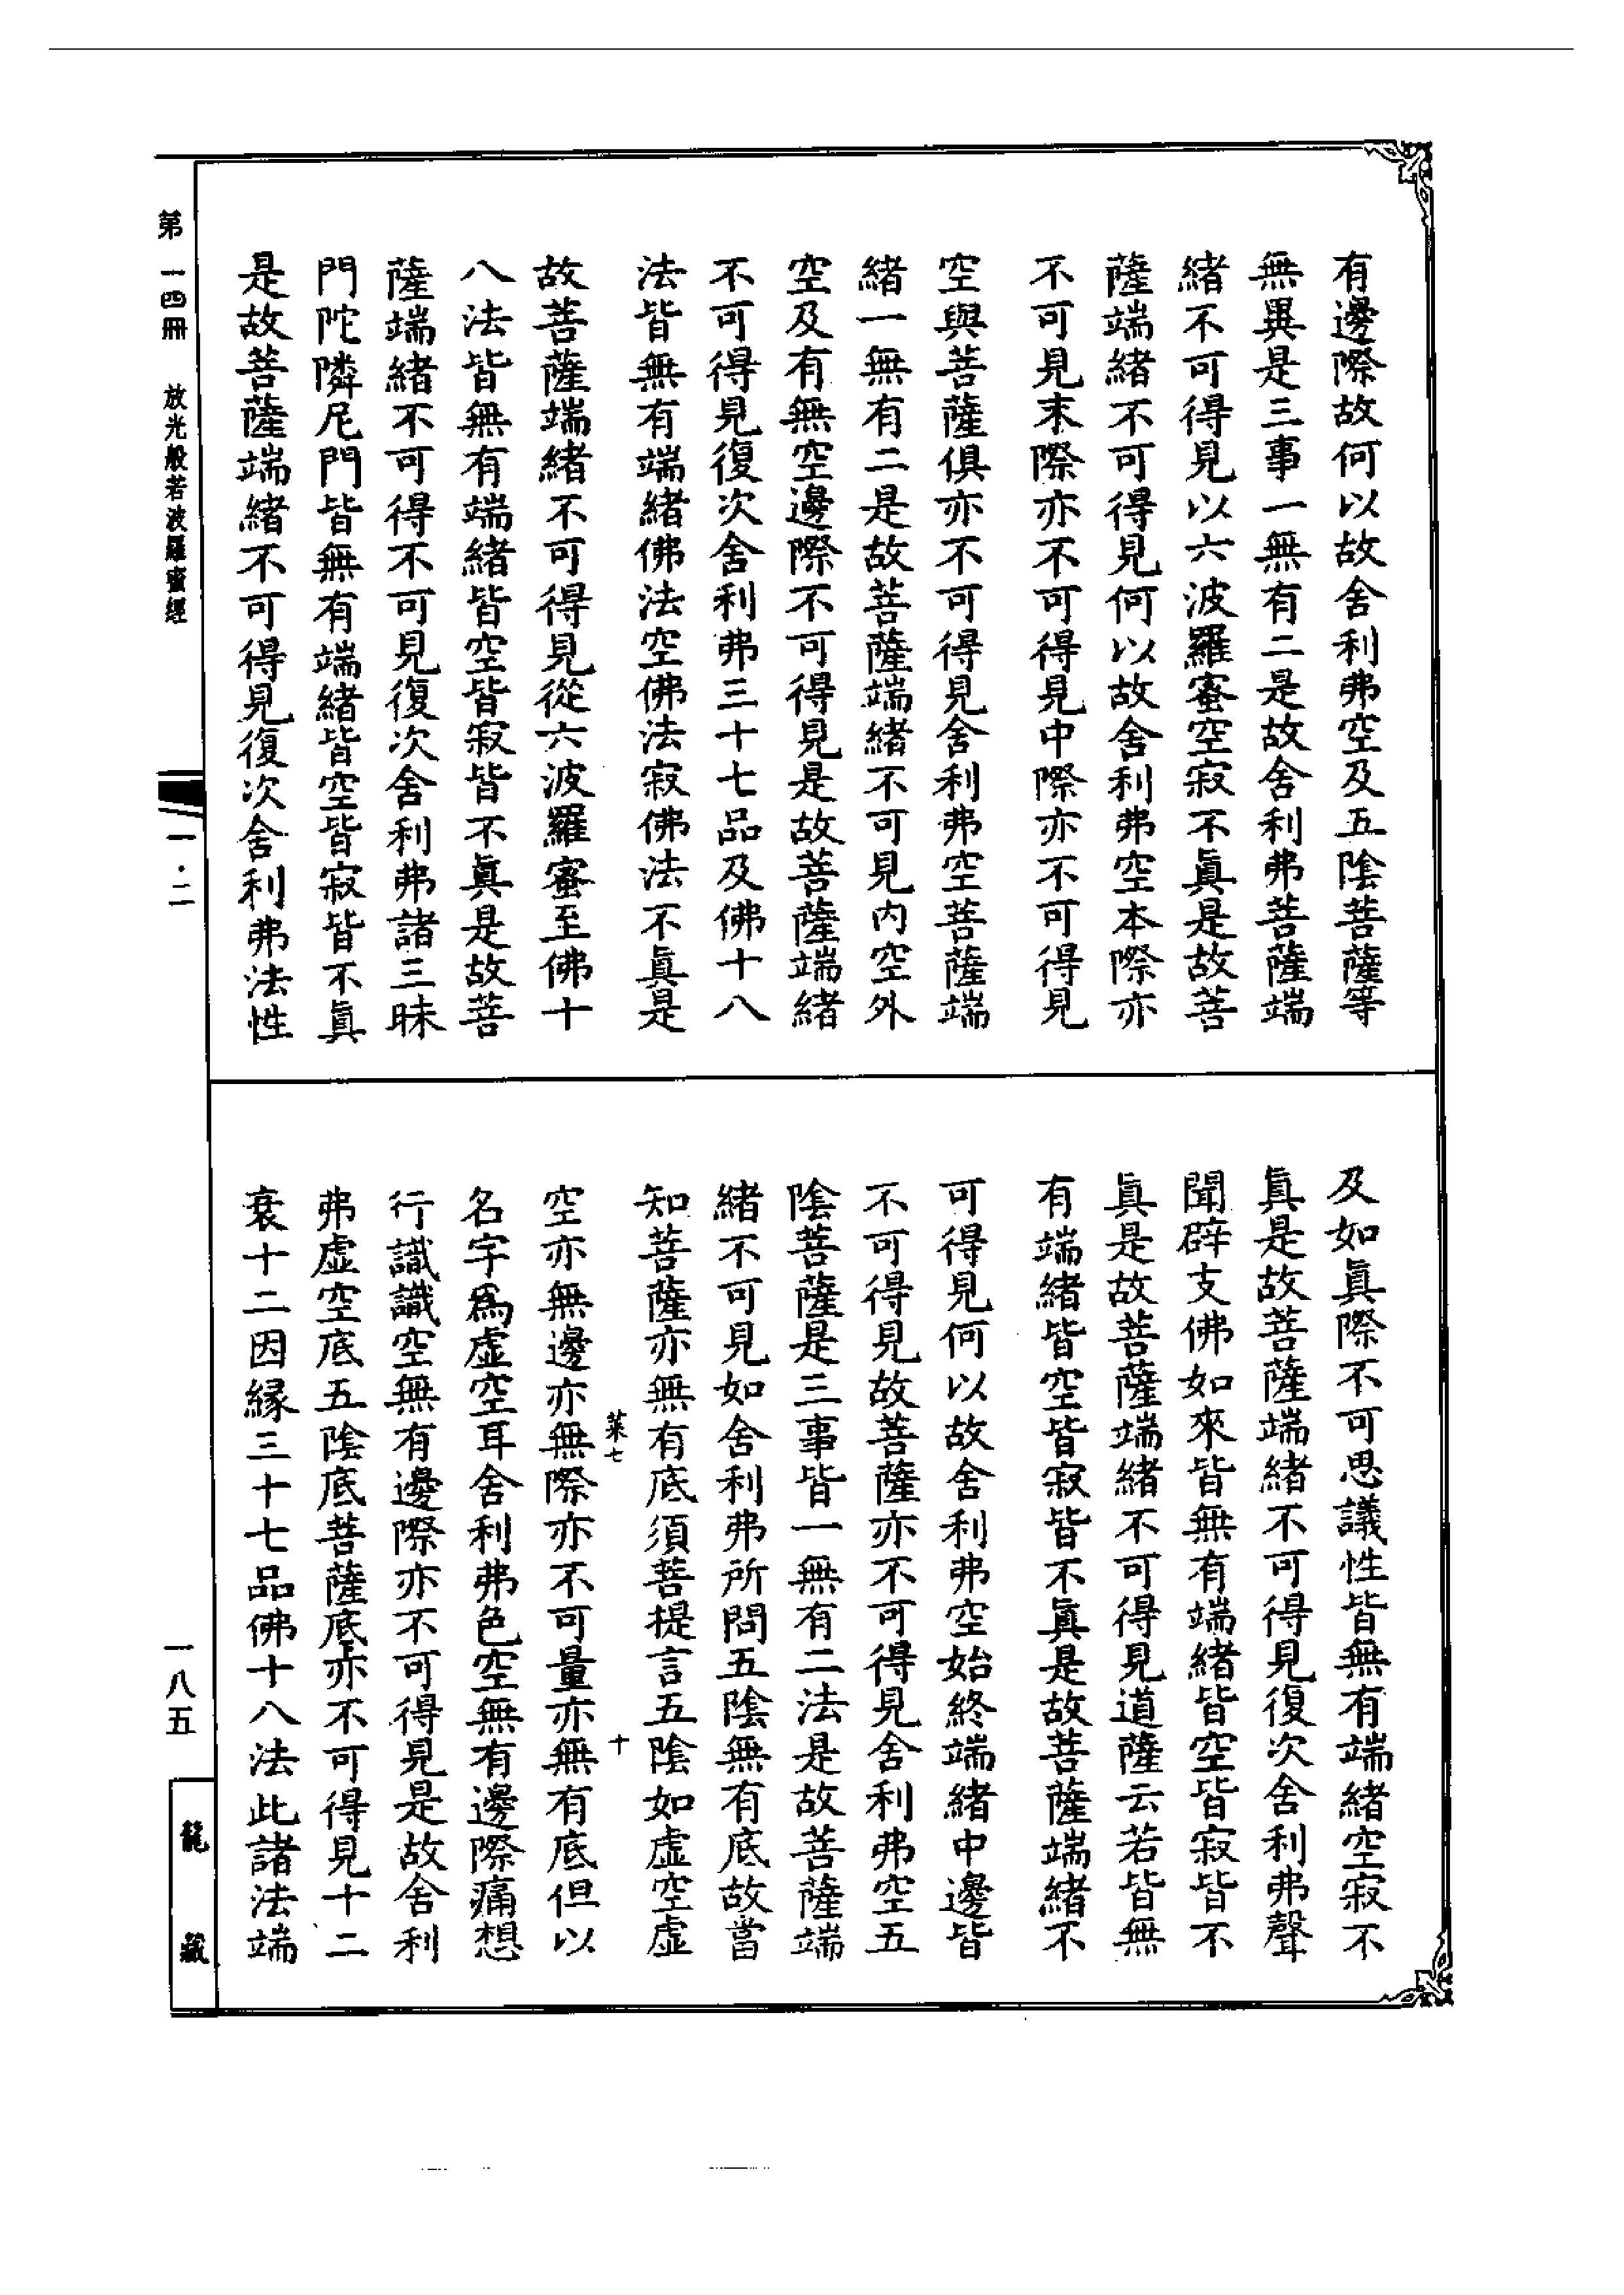 有邊際故何以故舍利弗空及五陰菩薩等
無異是三事一無有二是故舍利弗菩薩端
緒不可得見以六波羅蜜空寂不眞是故菩
薩端緒不可得見何以故舍利弗空本際亦
不可見末際亦不可得見中際亦不可得見
空與菩薩俱亦不可得見舍利弗空菩薩端
緒一無有二是故菩薩端緒不可見內空外
空及有無空邊際不可得見是故菩薩端緒
不可得見復次舍利弗三十七品及佛十八
法皆無有端緒佛法空佛法寂佛法不眞是
故菩薩端緒不可得見從六波羅蜜至佛十
八法皆無有端緒皆空皆寂皆不眞是故菩
薩端緒不可得不可見復次舍利弗諸三昧
門陀隣尼門皆無有端緒皆空皆寂皆不眞
是故菩薩端緒不可得見復次舍利弗法性
及如眞際不可思議性皆無有端緒空寂不
眞是故菩薩端緒不可得見復次舍利弗聲
聞辟支佛如來皆無有端緒皆空皆寂皆不
眞是故菩薩端緒不可得見道薩云若皆無
有端緒皆空皆寂皆不眞是故菩薩端緒不
可得見何以故舍利弗空始終端緒中邊皆
不可得見故菩薩亦不可得見舍利弗空五
陰菩薩是三事皆一無有二法是故菩薩端
緒不可見如舍利弗所問五陰無有底故當
知菩薩亦無有底須菩提言五陰如虛空虛
菜七 十
空亦無邊亦無際亦不可量亦無有底但以
名字爲虛空耳舍利弗色空無有邊際痛想
行識識空無有邊際亦不可得見是故舍利
弗虛空底五陰底菩薩底亦不可得見十二
衰十二因緣三十七品佛十八法此諸法端
第一四冊 放光般若波羅蜜經 一・二
一八五
龍藏